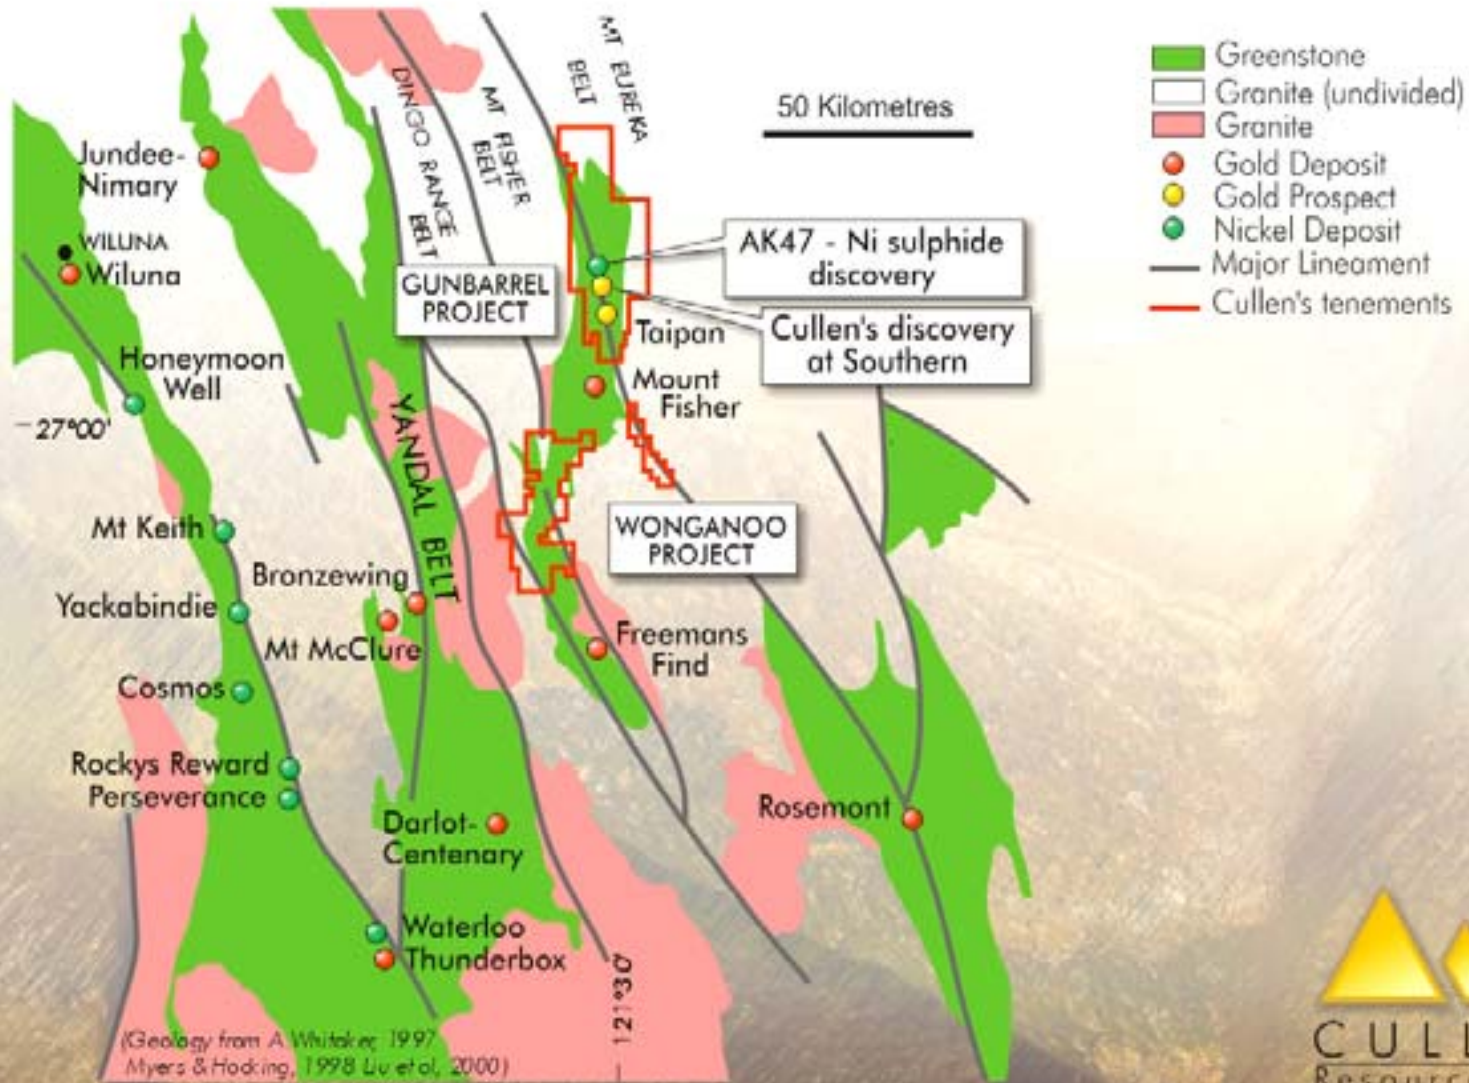 MT EUREKA
BELT
MT FISHER
BELT
DINGO RANGE
BELT
50 Kilometres
Greenstone
Granite (undivided)
Granite
Gold Deposit
Gold Prospect
Nickel Deposit
Major Lineament
Cullen's tenements
Jundee-
Nimary
WILUNA
Wiluna
GUNBARREL
PROJECT
AK47 - Ni sulphide
discovery
Cullen's discovery
at Southern
Taipan
Mount
Fisher
Honeymoon
Well
27°00'
YANDAL BELT
Mt Keith
WONGANOO
PROJECT
Bronzewing
Yackabindie
Mt McClure
Freemans
Find
Cosmos
Rockys Reward
Perseverance
Rosemont
Darlot-
Centenary
Waterloo
Thunderbox
121°30'
(Geology from A Whitaker, 1997
Myers & Hocking, 1998 Liu et al, 2000)
CULL
Resourc